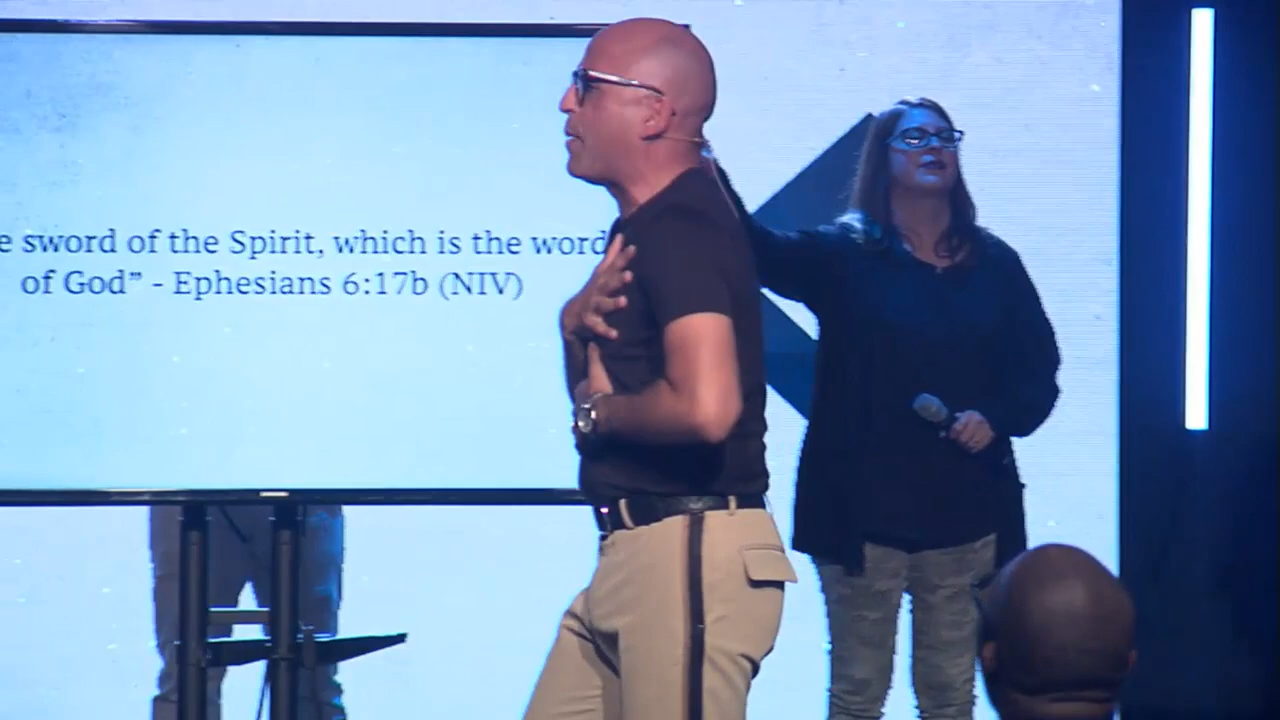 sword of the Spirit, which is the word
of God” - Ephesians 6:17b (NIV)